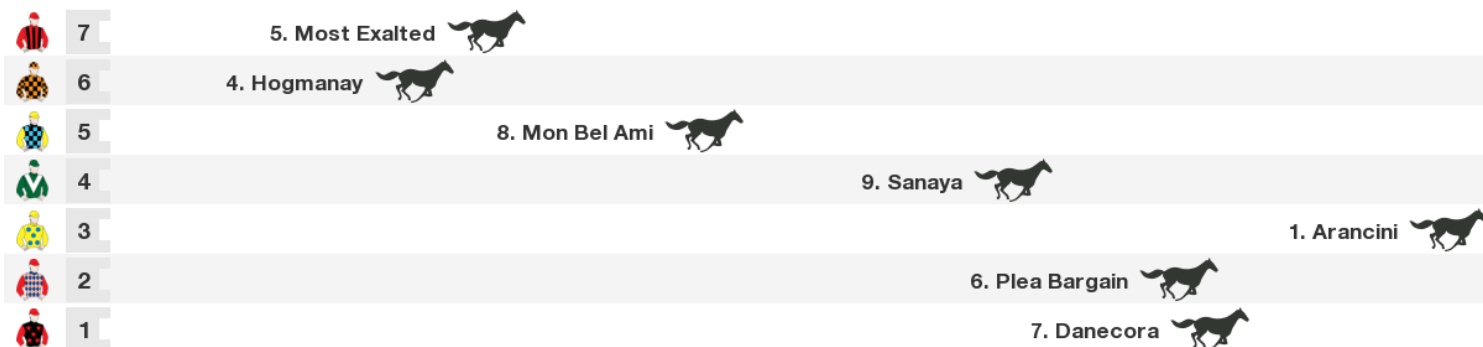 7 5. Most Exalted
6 4. Hogmanay
5 8. Mon Bel Ami
4 9. Sanaya
3 1. Arancini
2 6. Plea Bargain
1 7. Danecora